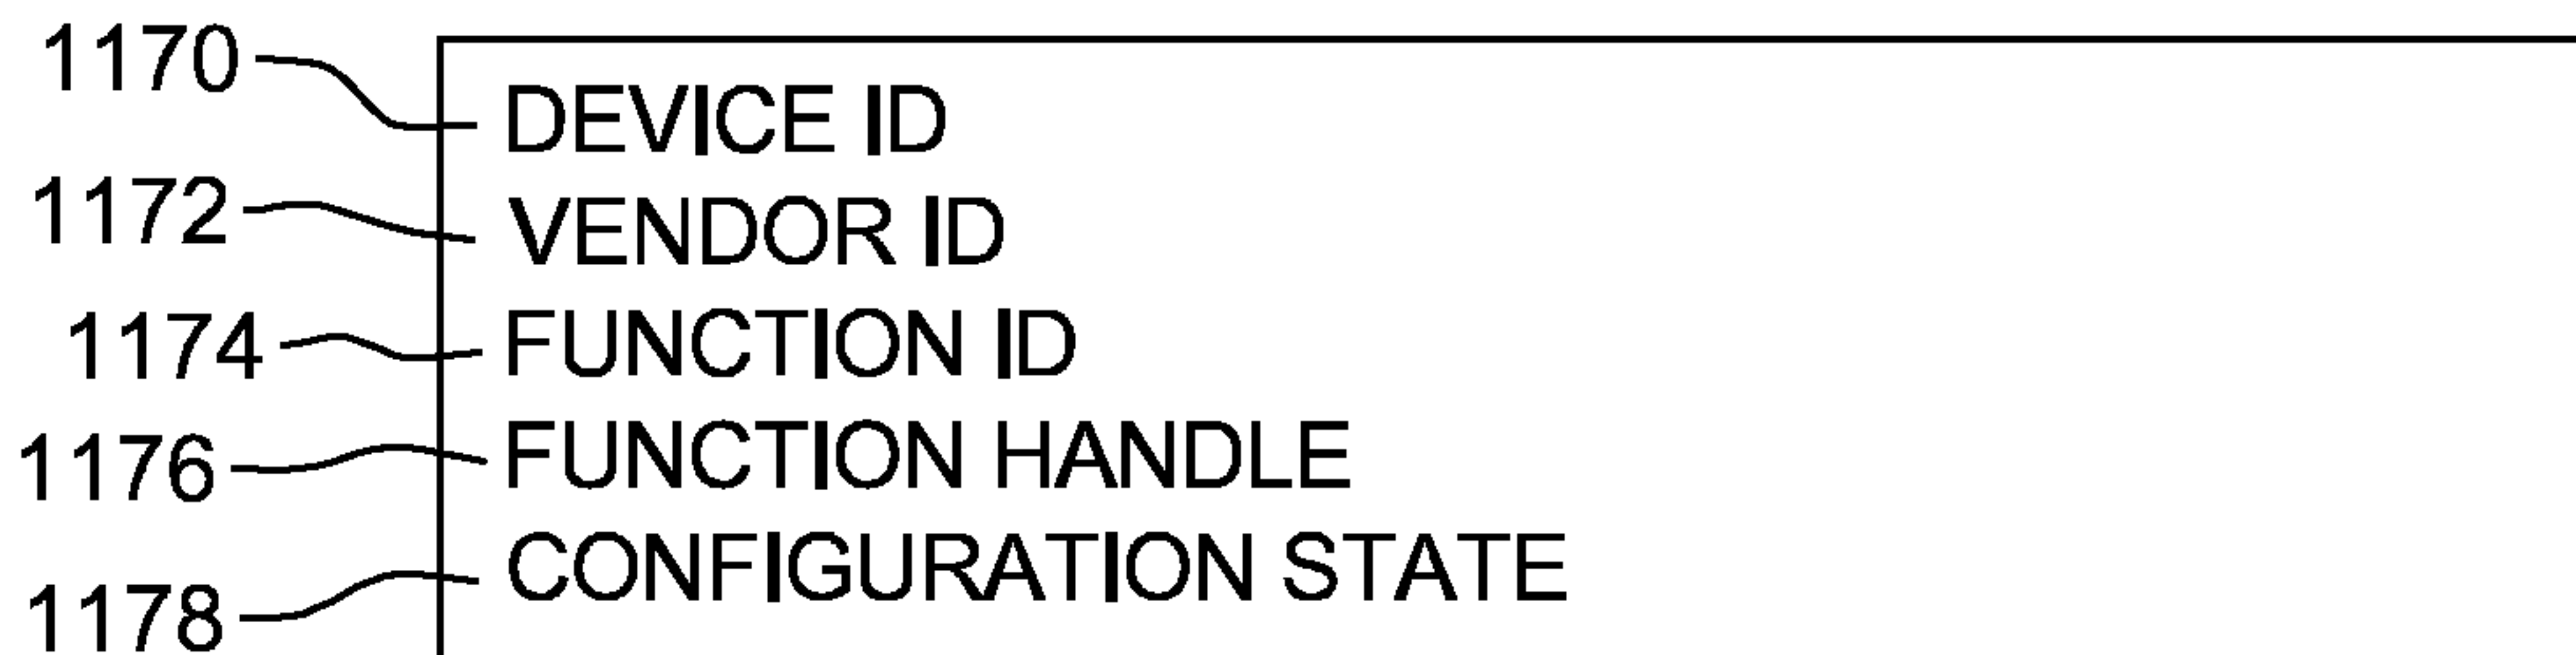 1170 DEVICE ID
1172 VENDOR ID
1174 FUNCTION ID
1176 FUNCTION HANDLE
1178 CONFIGURATION STATE